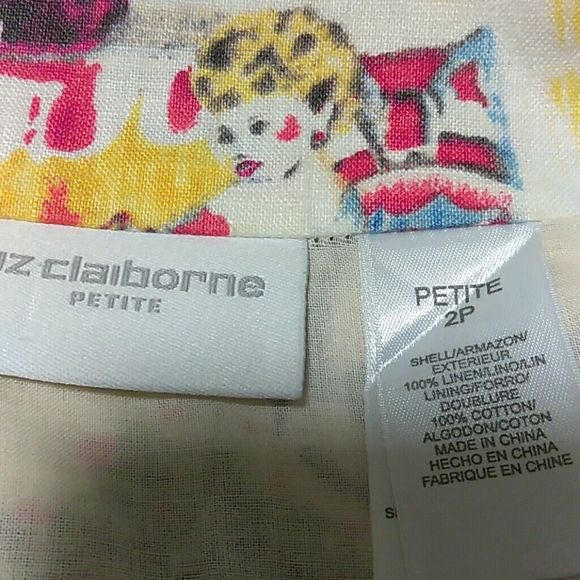 claiborne
PETITE
PETITE
2P
SHELL/ARMAZON/
EXTERIEUR
100% LINEN/LINO/LIN
LINING/FORRO/
DOUBLURE
100% COTTON/
ALGODON/COTON
MADE IN CHINA
HECHO EN CHINA
FABRIQUE EN CHINE